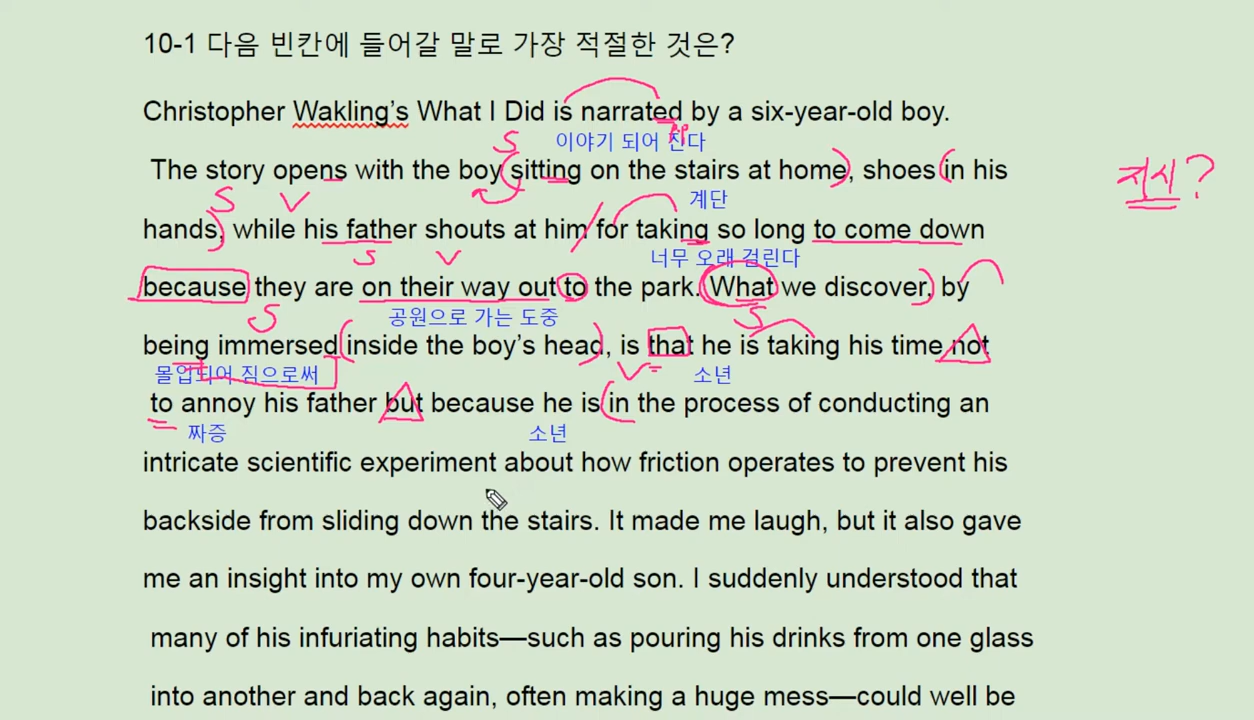 10-1 다음 빈칸에 들어갈 말로 가장 적절한 것은?
Christopher Wakling's What I Did is narrated by a six-year-old boy.
S 이야기 되어 진다
The story opens with the boy sitting on the stairs at home, shoes in his
S V 계단
hands, while his father shouts at him for taking so long to come down
S V 너무 오래 걸린다
because they are on their way out to the park. What we discover, by
S 공원으로 가는 도중 S
being immersed inside the boy's head, is that he is taking his time not
몰입되어 짐으로써 V 소년
to annoy his father but because he is in the process of conducting an
짜증 소년
intricate scientific experiment about how friction operates to prevent his
backside from sliding down the stairs. It made me laugh, but it also gave
me an insight into my own four-year-old son. I suddenly understood that
many of his infuriating habits—such as pouring his drinks from one glass
into another and back again, often making a huge mess—could well be